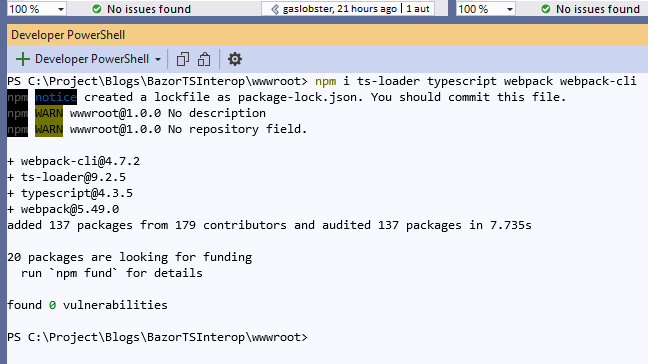 100 %
No issues found
gaslobster, 21 hours ago | 1 aut
100 %
No issues found
Developer PowerShell
Developer PowerShell
PS C:\Project\Blogs\BazorTSInterop\wwwroot> npm i ts-loader typescript webpack webpack-cli
npm notice created a lockfile as package-lock.json. You should commit this file.
npm WARN wwwroot@1.0.0 No description
npm WARN wwwroot@1.0.0 No repository field.
+ webpack-cli@4.7.2
+ ts-loader@9.2.5
+ typescript@4.3.5
+ webpack@5.49.0
added 137 packages from 179 contributors and audited 137 packages in 7.735s
20 packages are looking for funding
run `npm fund` for details
found 0 vulnerabilities
PS C:\Project\Blogs\BazorTSInterop\wwwroot>